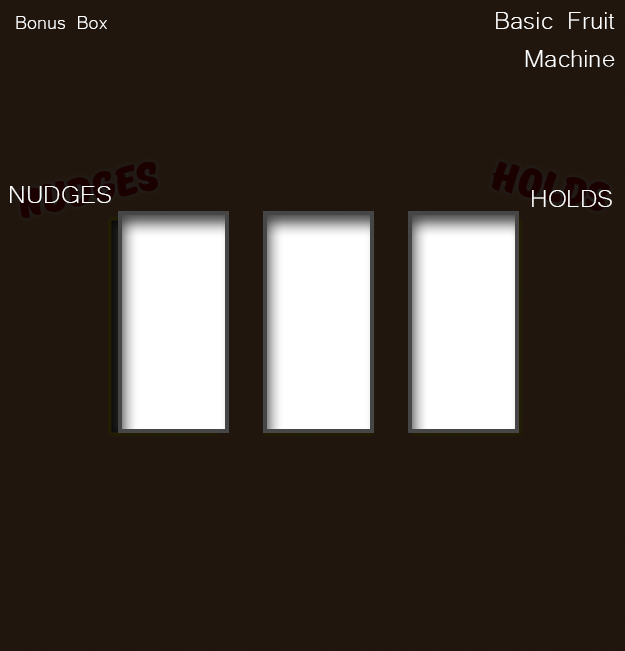 Bonus Box
Basic Fruit
Machine
NUDGES
HOLDS
NUDGES
HOLDS